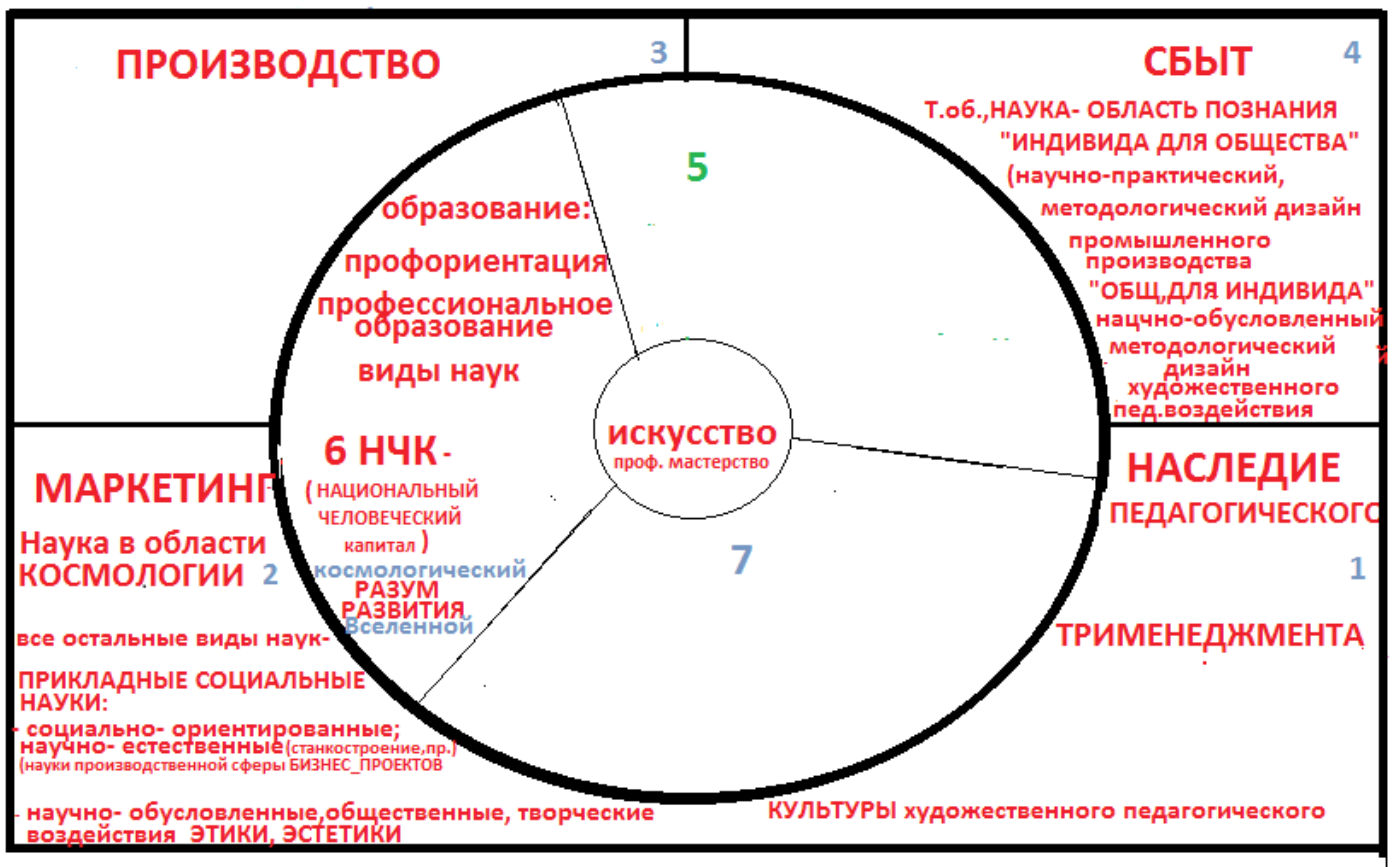 ПРОИЗВОДСТВО
3
СБЫТ
4
Т.об.,НАУКА- ОБЛАСТЬ ПОЗНАНИЯ
"ИНДИВИДА ДЛЯ ОБЩЕСТВА"
(научно-практический,
методологический дизайн
промышленного
производства
"ОБЩ,ДЛЯ ИНДИВИДА"
нацчно-обусловленный
методологический
й
дизайн
художественного
пед.воздействия
5
образование:
профориентация
профессиональное
образование
виды наук
6 НЧК -
( НАЦИОНАЛЬНЫЙ
ЧЕЛОВЕЧЕСКИЙ
капитал )
космологический
РАЗУМ
РАЗВИТИЯ
Вселенной
искусство
проф. мастерство
7
МАРКЕТИНГ
Наука в области
КОСМОЛОГИИ 2
все остальные виды наук-
ПРИКЛАДНЫЕ СОЦИАЛЬНЫЕ
НАУКИ:
- социально- ориентированные;
научно- естественные(станкостроение,пр.)
(науки производственной сферы БИЗНЕС_ПРОЕКТОВ
- научно- обусловленные,общественные, творческие
воздействия ЭТИКИ, ЭСТЕТИКИ
НАСЛЕДИЕ
ПЕДАГОГИЧЕСКОГО
1
ТРИМЕНЕДЖМЕНТА
КУЛЬТУРЫ художественного педагогического